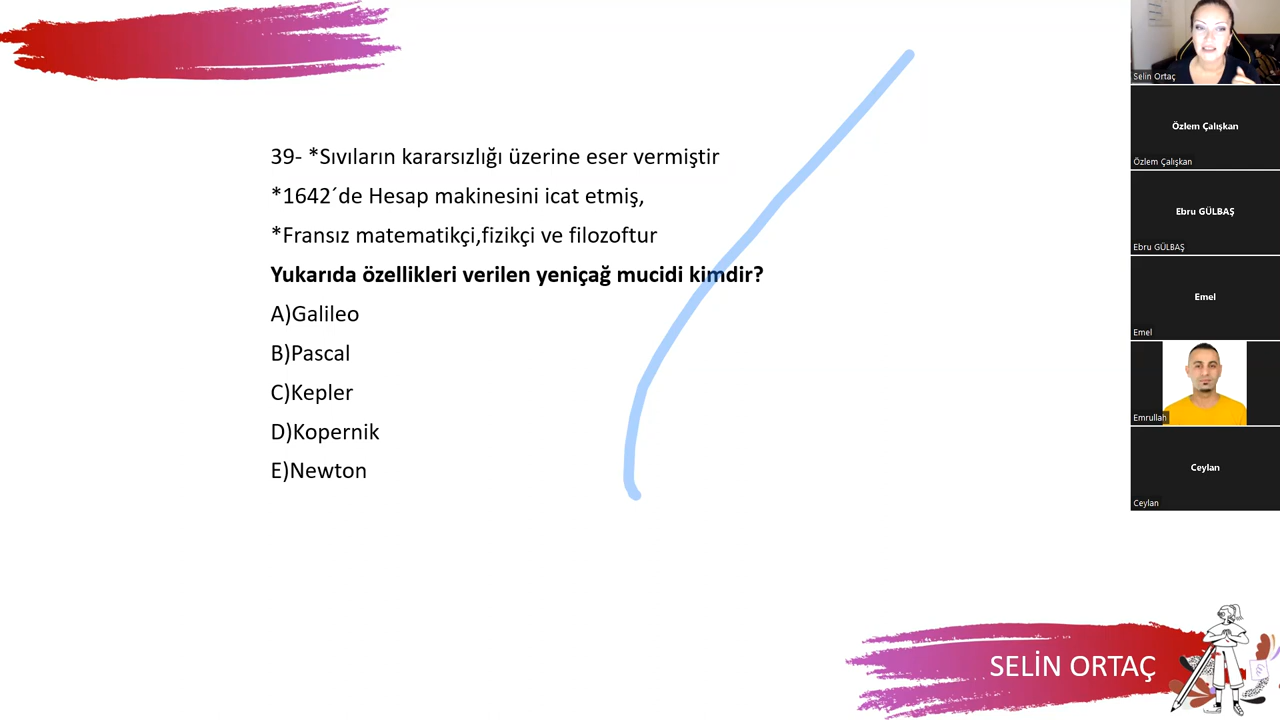 39- *Sıvıların kararsızlığı üzerine eser vermiştir
*1642´de Hesap makinesini icat etmiş,
*Fransız matematikçi,fizikçi ve filozoftur
Yukarıda özellikleri verilen yeniçağ mucidi kimdir?
A)Galileo
B)Pascal
C)Kepler
D)Kopernik
E)Newton
SELİN ORTAÇ
Selin Ortaç
Özlem Çalışkan
Özlem Çalışkan
Ebru GÜLBAŞ
Ebru GÜLBAŞ
Emel
Emel
Emrullah
Ceylan
Ceylan